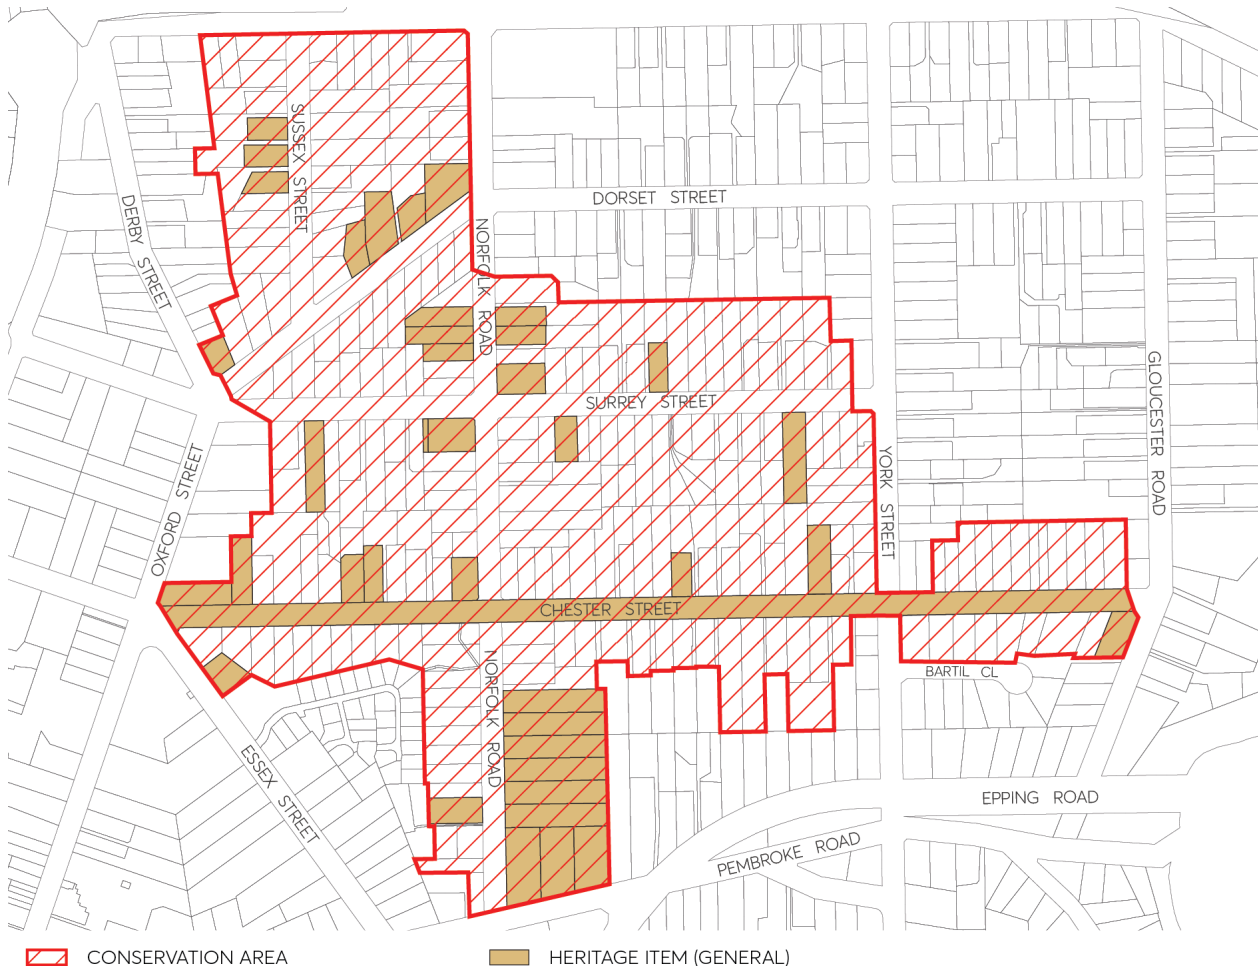 SUSSEX STREET
DORSET STREET
DERBY STREET
NORFOLK ROAD
GLOUCESTER ROAD
SURREY STREET
OXFORD STREET
YORK STREET
CHESTER STREET
NORFOLK ROAD
BARTIL CL
ESSEX STREET
EPPING ROAD
PEMBROKE ROAD
CONSERVATION AREA
HERITAGE ITEM (GENERAL)